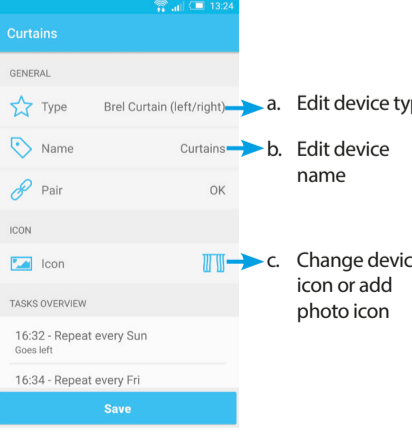 13:24
Curtains
GENERAL
Type Brel Curtain (left/right)
a. Edit device
Name Curtains
b. Edit device
name
Pair OK
ICON
Icon
c. Change
icon or add
photo icon
TASKS OVERVIEW
16:32 - Repeat every Sun
Goes left
16:34 - Repeat every Fri
Save